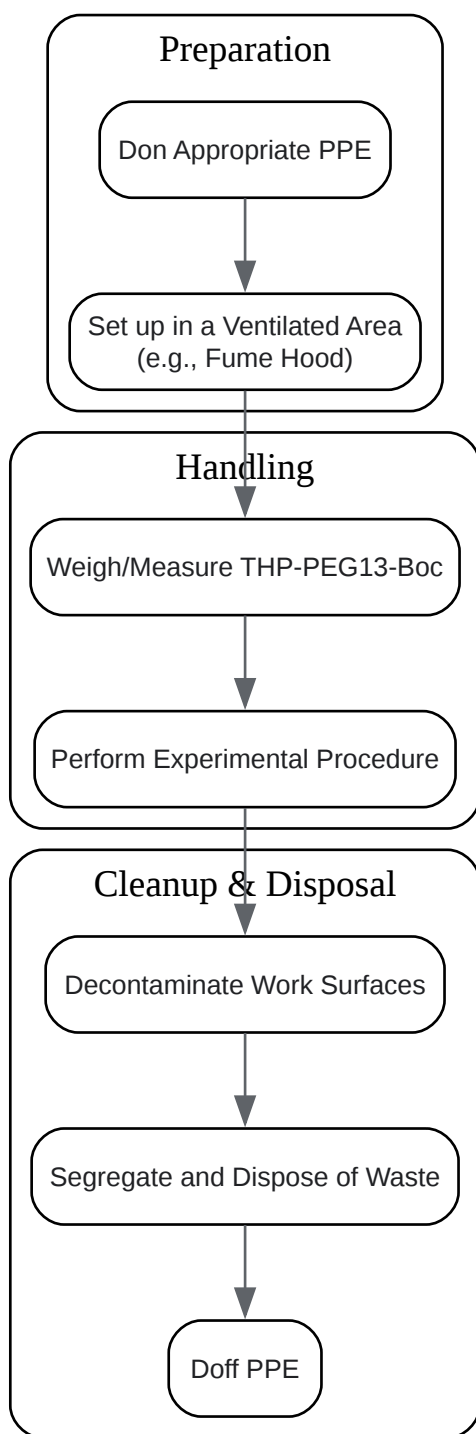 Preparation
Don Appropriate PPE
Set up in a Ventilated Area
(e.g., Fume Hood)
Handling
Weigh/Measure THP-PEG13-Boc
Perform Experimental Procedure
Cleanup & Disposal
Decontaminate Work Surfaces
Segregate and Dispose of Waste
Doff PPE